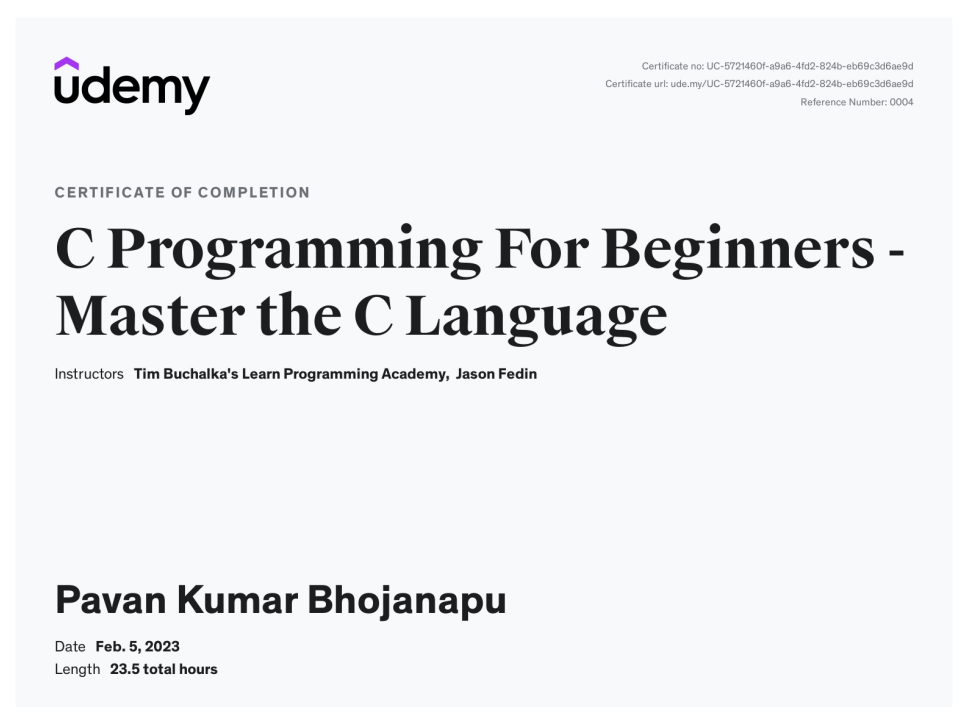 udemy
Certificate no: UC-5721460f-a9a6-4fd2-824b-eb69c3d6ae9d
Certificate url: ude.my/UC-5721460f-a9a6-4fd2-824b-eb69c3d6ae9d
Reference Number: 0004
CERTIFICATE OF COMPLETION
C Programming For Beginners -
Master the C Language
Instructors Tim Buchalka's Learn Programming Academy, Jason Fedin
Pavan Kumar Bhojanapu
Date Feb. 5, 2023
Length 23.5 total hours